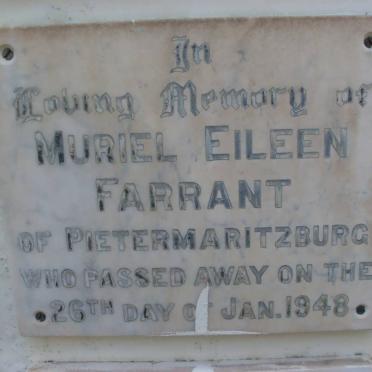 In
Loving Memory of
MURIEL EILEEN
FARRANT
OF PIETERMARITZBURG
WHO PASSED AWAY ON THE
26TH DAY OF JAN. 1948